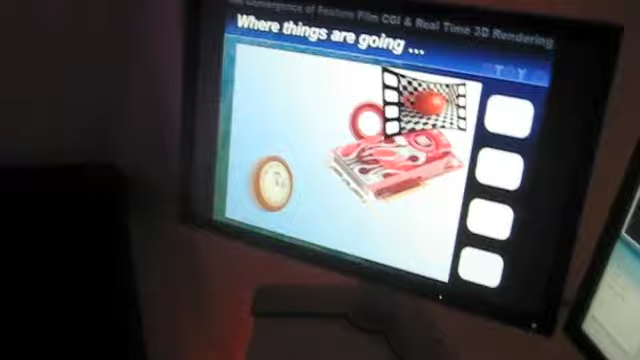 The Convergence of Feature Film CGI & Real Time 3D Rendering
Where things are going ...